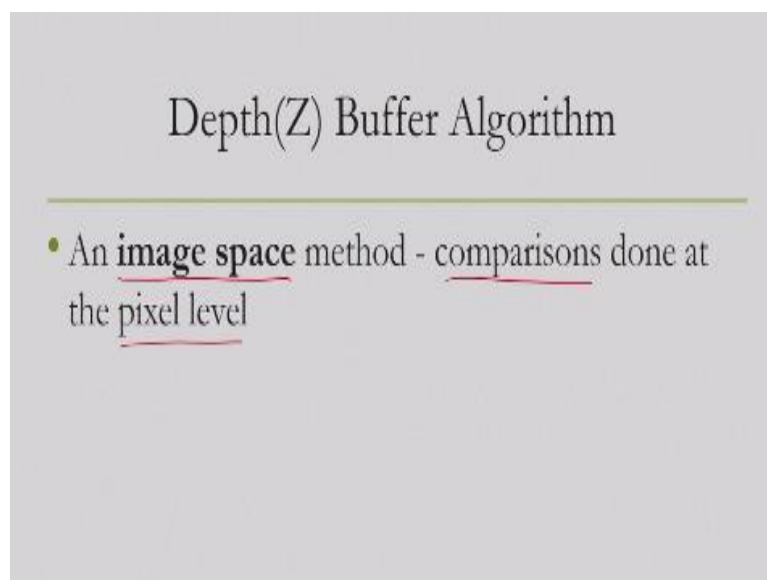 Depth(Z) Buffer Algorithm
• An image space method - comparisons done at
the pixel level